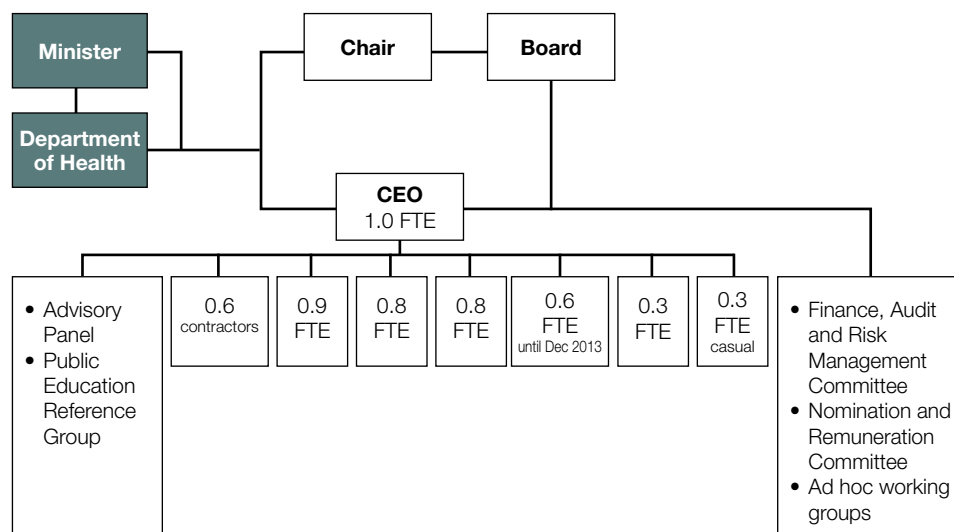 Minister
Chair
Board
Department
of Health
CEO
1.0 FTE
• Advisory
Panel
• Public
Education
Reference
Group
0.6
contractors
0.9
FTE
0.8
FTE
0.8
FTE
0.6
FTE
until Dec 2013
0.3
FTE
0.3
FTE
casual
• Finance, Audit
and Risk
Management
Committee
• Nomination and
Remuneration
Committee
• Ad hoc working
groups